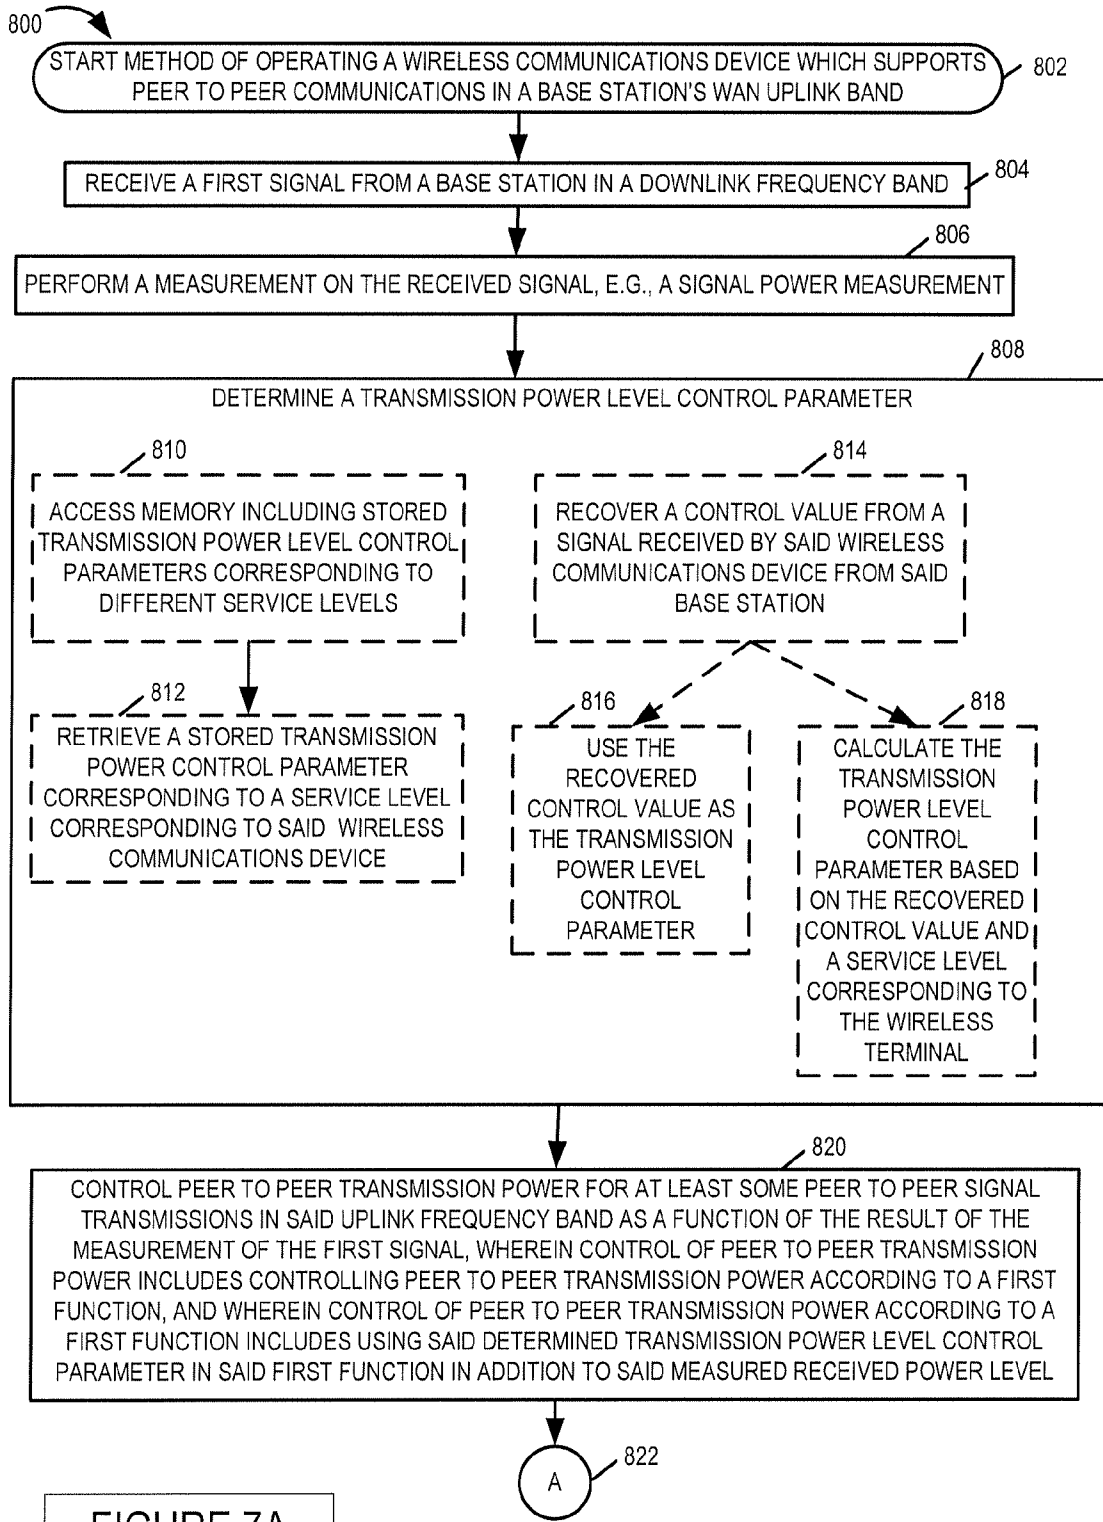 800
START METHOD OF OPERATING A WIRELESS COMMUNICATIONS DEVICE WHICH SUPPORTS
PEER TO PEER COMMUNICATIONS IN A BASE STATION'S WAN UPLINK BAND
802
RECEIVE A FIRST SIGNAL FROM A BASE STATION IN A DOWNLINK FREQUENCY BAND
804
806
PERFORM A MEASUREMENT ON THE RECEIVED SIGNAL, E.G., A SIGNAL POWER MEASUREMENT
808
DETERMINE A TRANSMISSION POWER LEVEL CONTROL PARAMETER
810
ACCESS MEMORY INCLUDING STORED
TRANSMISSION POWER LEVEL CONTROL
PARAMETERS CORRESPONDING TO
DIFFERENT SERVICE LEVELS
814
RECOVER A CONTROL VALUE FROM A
SIGNAL RECEIVED BY SAID WIRELESS
COMMUNICATIONS DEVICE FROM SAID
BASE STATION
812
RETRIEVE A STORED TRANSMISSION
POWER CONTROL PARAMETER
CORRESPONDING TO A SERVICE LEVEL
CORRESPONDING TO SAID WIRELESS
COMMUNICATIONS DEVICE
816
USE THE
RECOVERED
CONTROL VALUE AS
THE TRANSMISSION
POWER LEVEL
CONTROL
PARAMETER
818
CALCULATE THE
TRANSMISSION
POWER LEVEL
CONTROL
PARAMETER BASED
ON THE RECOVERED
CONTROL VALUE AND
A SERVICE LEVEL
CORRESPONDING TO
THE WIRELESS
TERMINAL
820
CONTROL PEER TO PEER TRANSMISSION POWER FOR AT LEAST SOME PEER TO PEER SIGNAL
TRANSMISSIONS IN SAID UPLINK FREQUENCY BAND AS A FUNCTION OF THE RESULT OF THE
MEASUREMENT OF THE FIRST SIGNAL, WHEREIN CONTROL OF PEER TO PEER TRANSMISSION
POWER INCLUDES CONTROLLING PEER TO PEER TRANSMISSION POWER ACCORDING TO A FIRST
FUNCTION, AND WHEREIN CONTROL OF PEER TO PEER TRANSMISSION POWER ACCORDING TO A
FIRST FUNCTION INCLUDES USING SAID DETERMINED TRANSMISSION POWER LEVEL CONTROL
PARAMETER IN SAID FIRST FUNCTION IN ADDITION TO SAID MEASURED RECEIVED POWER LEVEL
A
822
FIGURE 7A